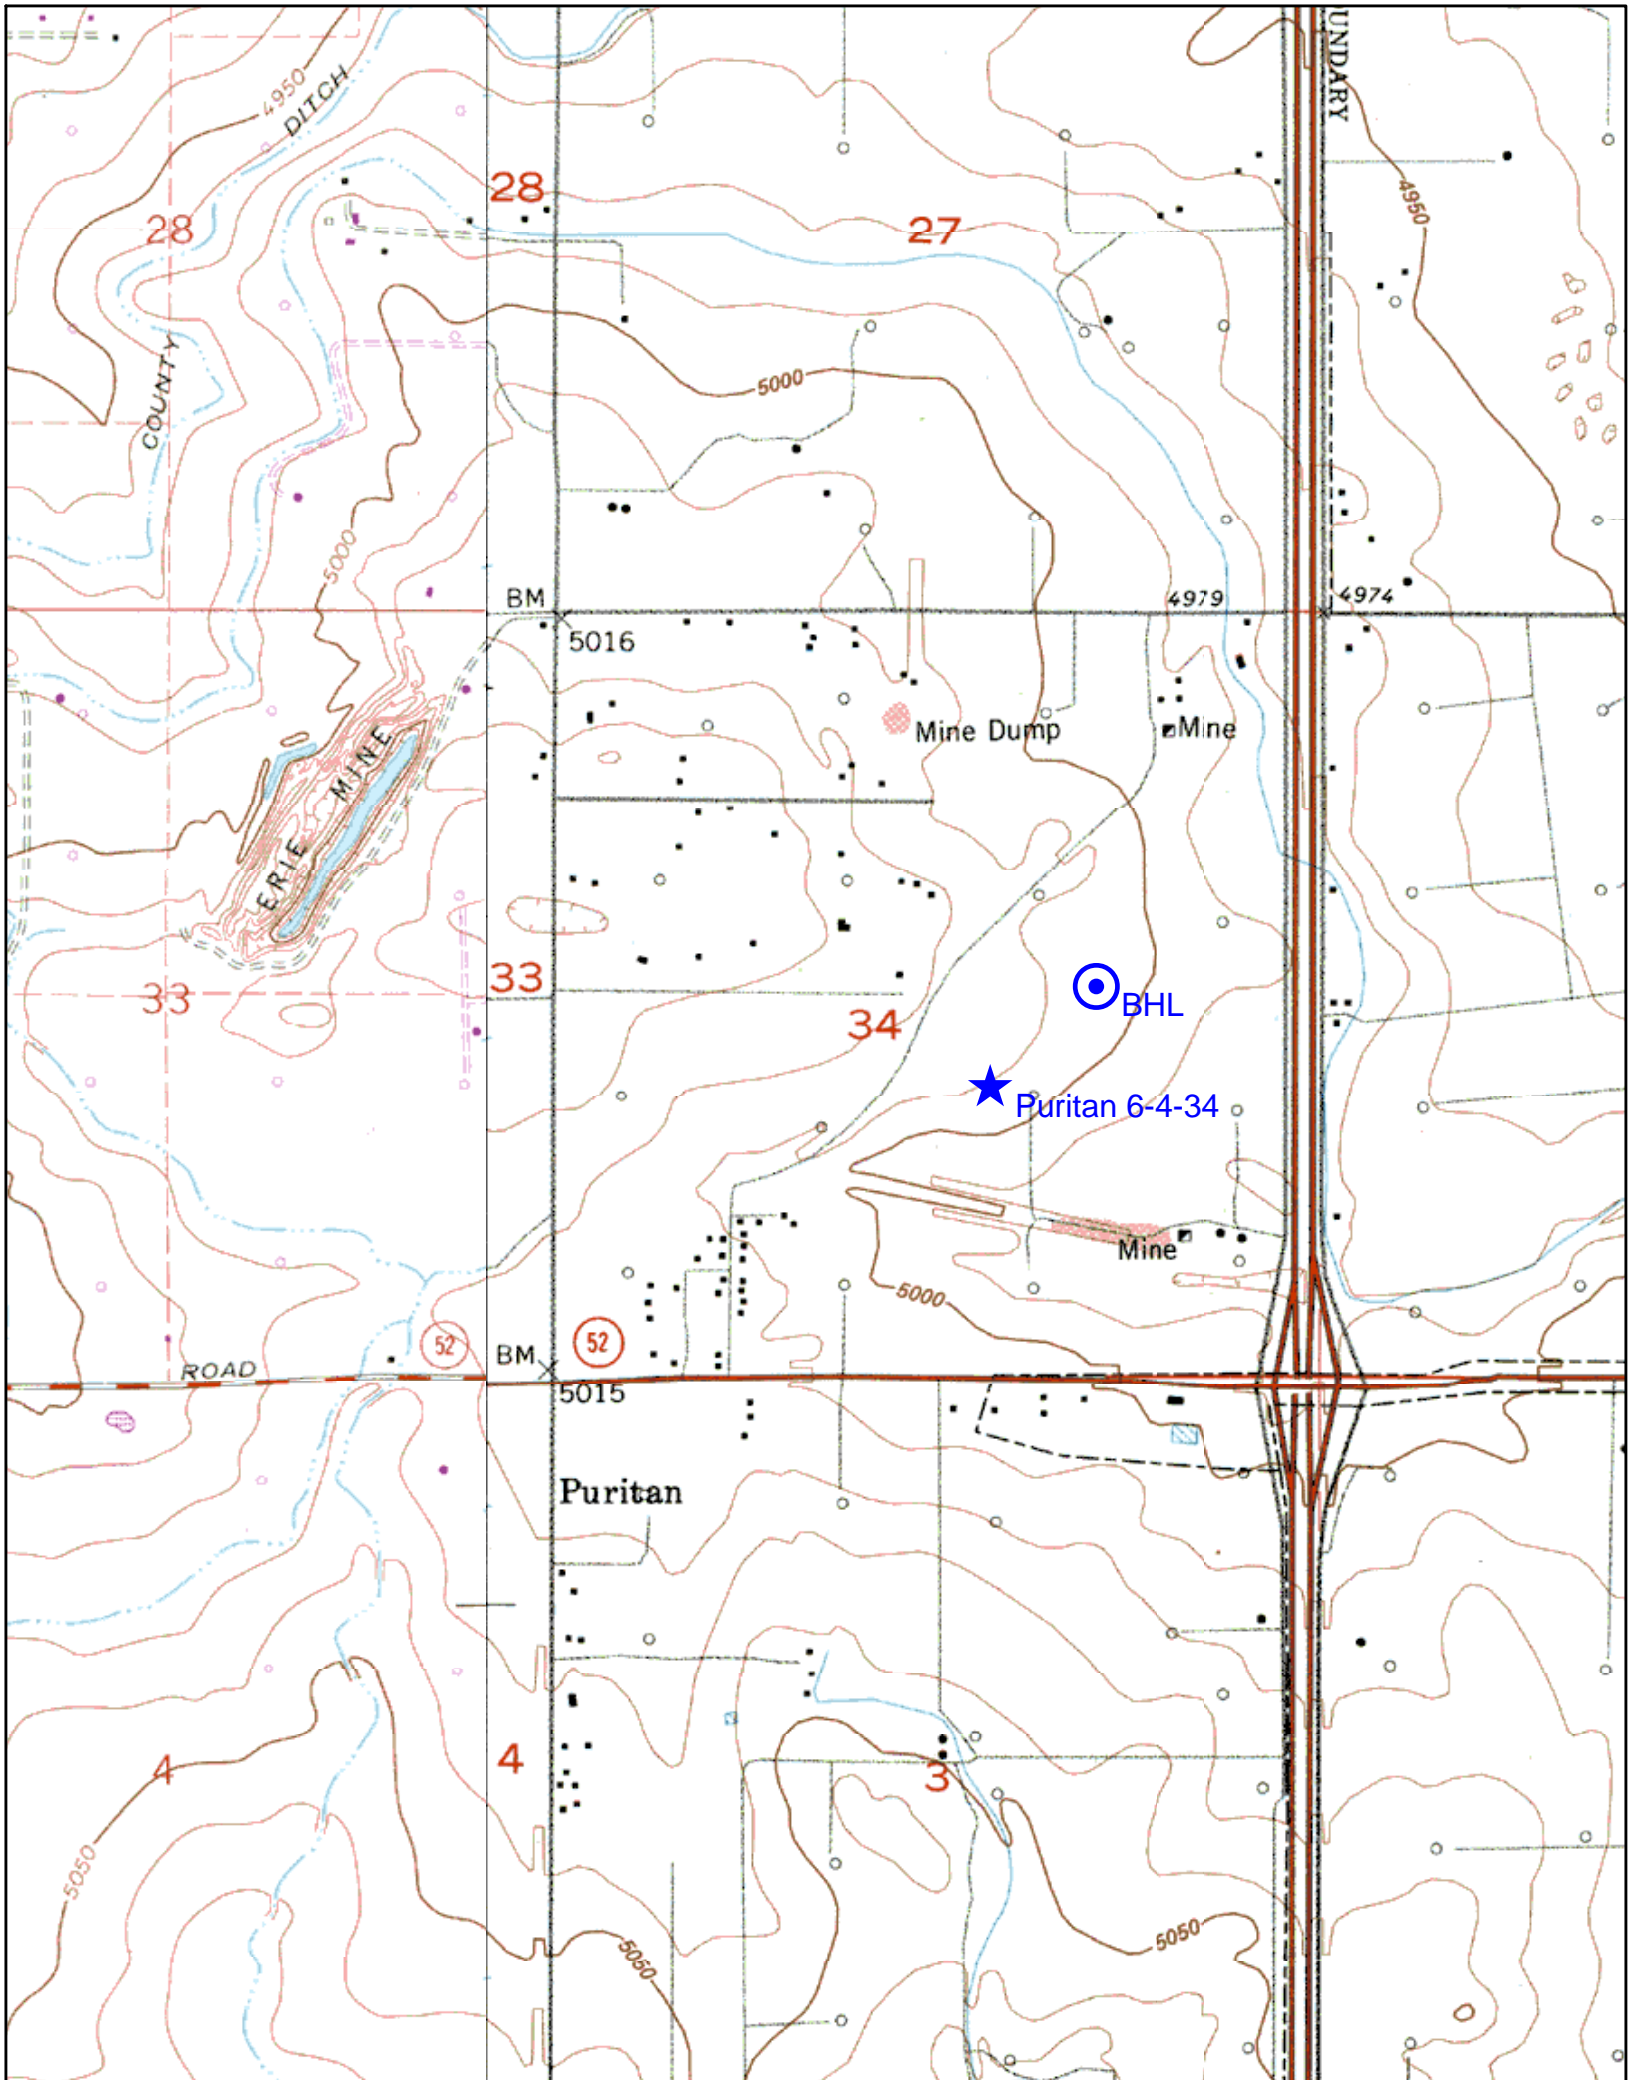 UNDARY
4950
DITCH
28
28
27
4950
COUNTY
5000
5000
BM
5016
4979
4974
MINE
ERIE
Mine Dump
Mine
33
33
34
BHL
Puritan 6-4-34
Mine
5000
52
52
BM
ROAD
5015
Puritan
4
4
3
5050
5050
5050